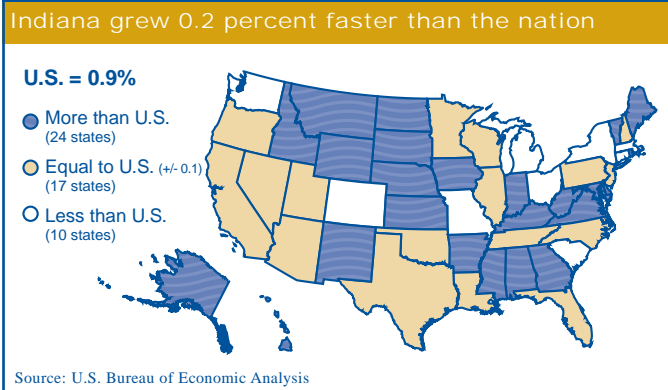 Indiana grew 0.2 percent faster than the nation
U.S. = 0.9%
More than U.S.
(24 states)
Equal to U.S. (+/- 0.1)
(17 states)
Less than U.S.
(10 states)
Source: U.S. Bureau of Economic Analysis